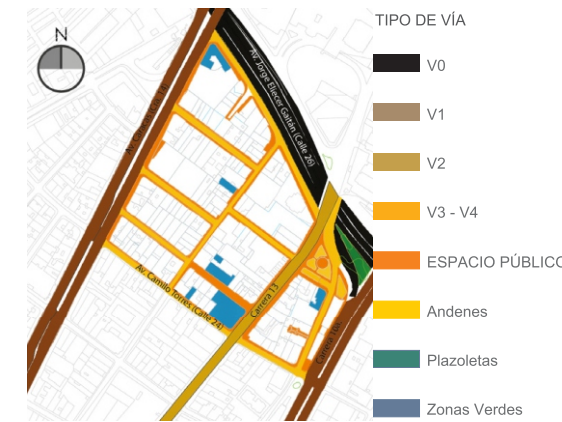 TIPO DE VÍA
N
V0
V1
V2
V3 - V4
ESPACIO PÚBLICO
Andenes
Plazoletas
Zonas Verdes
Av. Jorge Eliecer Gaitán (Calle 26)
Av. Camilo Torres (Calle 24)
Carrera 13